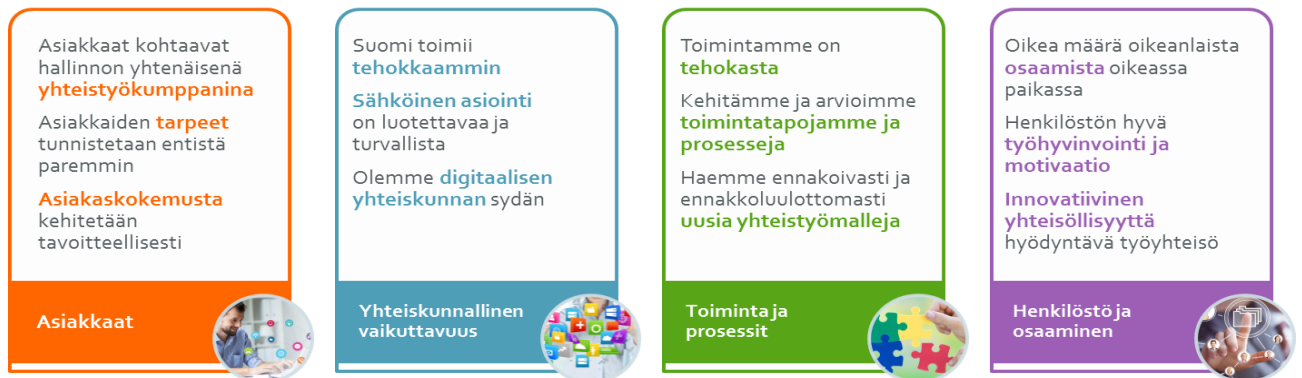 Asiakkaat kohtaavat
hallinnon yhtenäisenä
yhteistyökumppanina
Asiakkaiden tarpeet
tunnistetaan entistä
paremmin
Asiakaskokemusta
kehitetään
tavoitteellisesti
Asiakkaat
Suomi toimii
tehokkaammin
Sähköinen asiointi
on luotettavaa ja
turvallista
Olemme digitaalisen
yhteiskunnan sydän
Yhteiskunnallinen
vaikuttavuus
Toimintamme on
tehokasta
Kehitämme ja arvioimme
toimintatapojamme ja
prosesseja
Haemme ennakoivasti ja
ennakkoluulottomasti
uusia yhteistyömalleja
Toiminta ja
prosessit
Oikea määrä oikeanlaista
osaamista oikeassa
paikassa
Henkilöstön hyvä
työhyvinvointi ja
motivaatio
Innovatiivinen
yhteisöllisyyttä
hyödyntävä työyhteisö
Henkilöstö ja
osaaminen